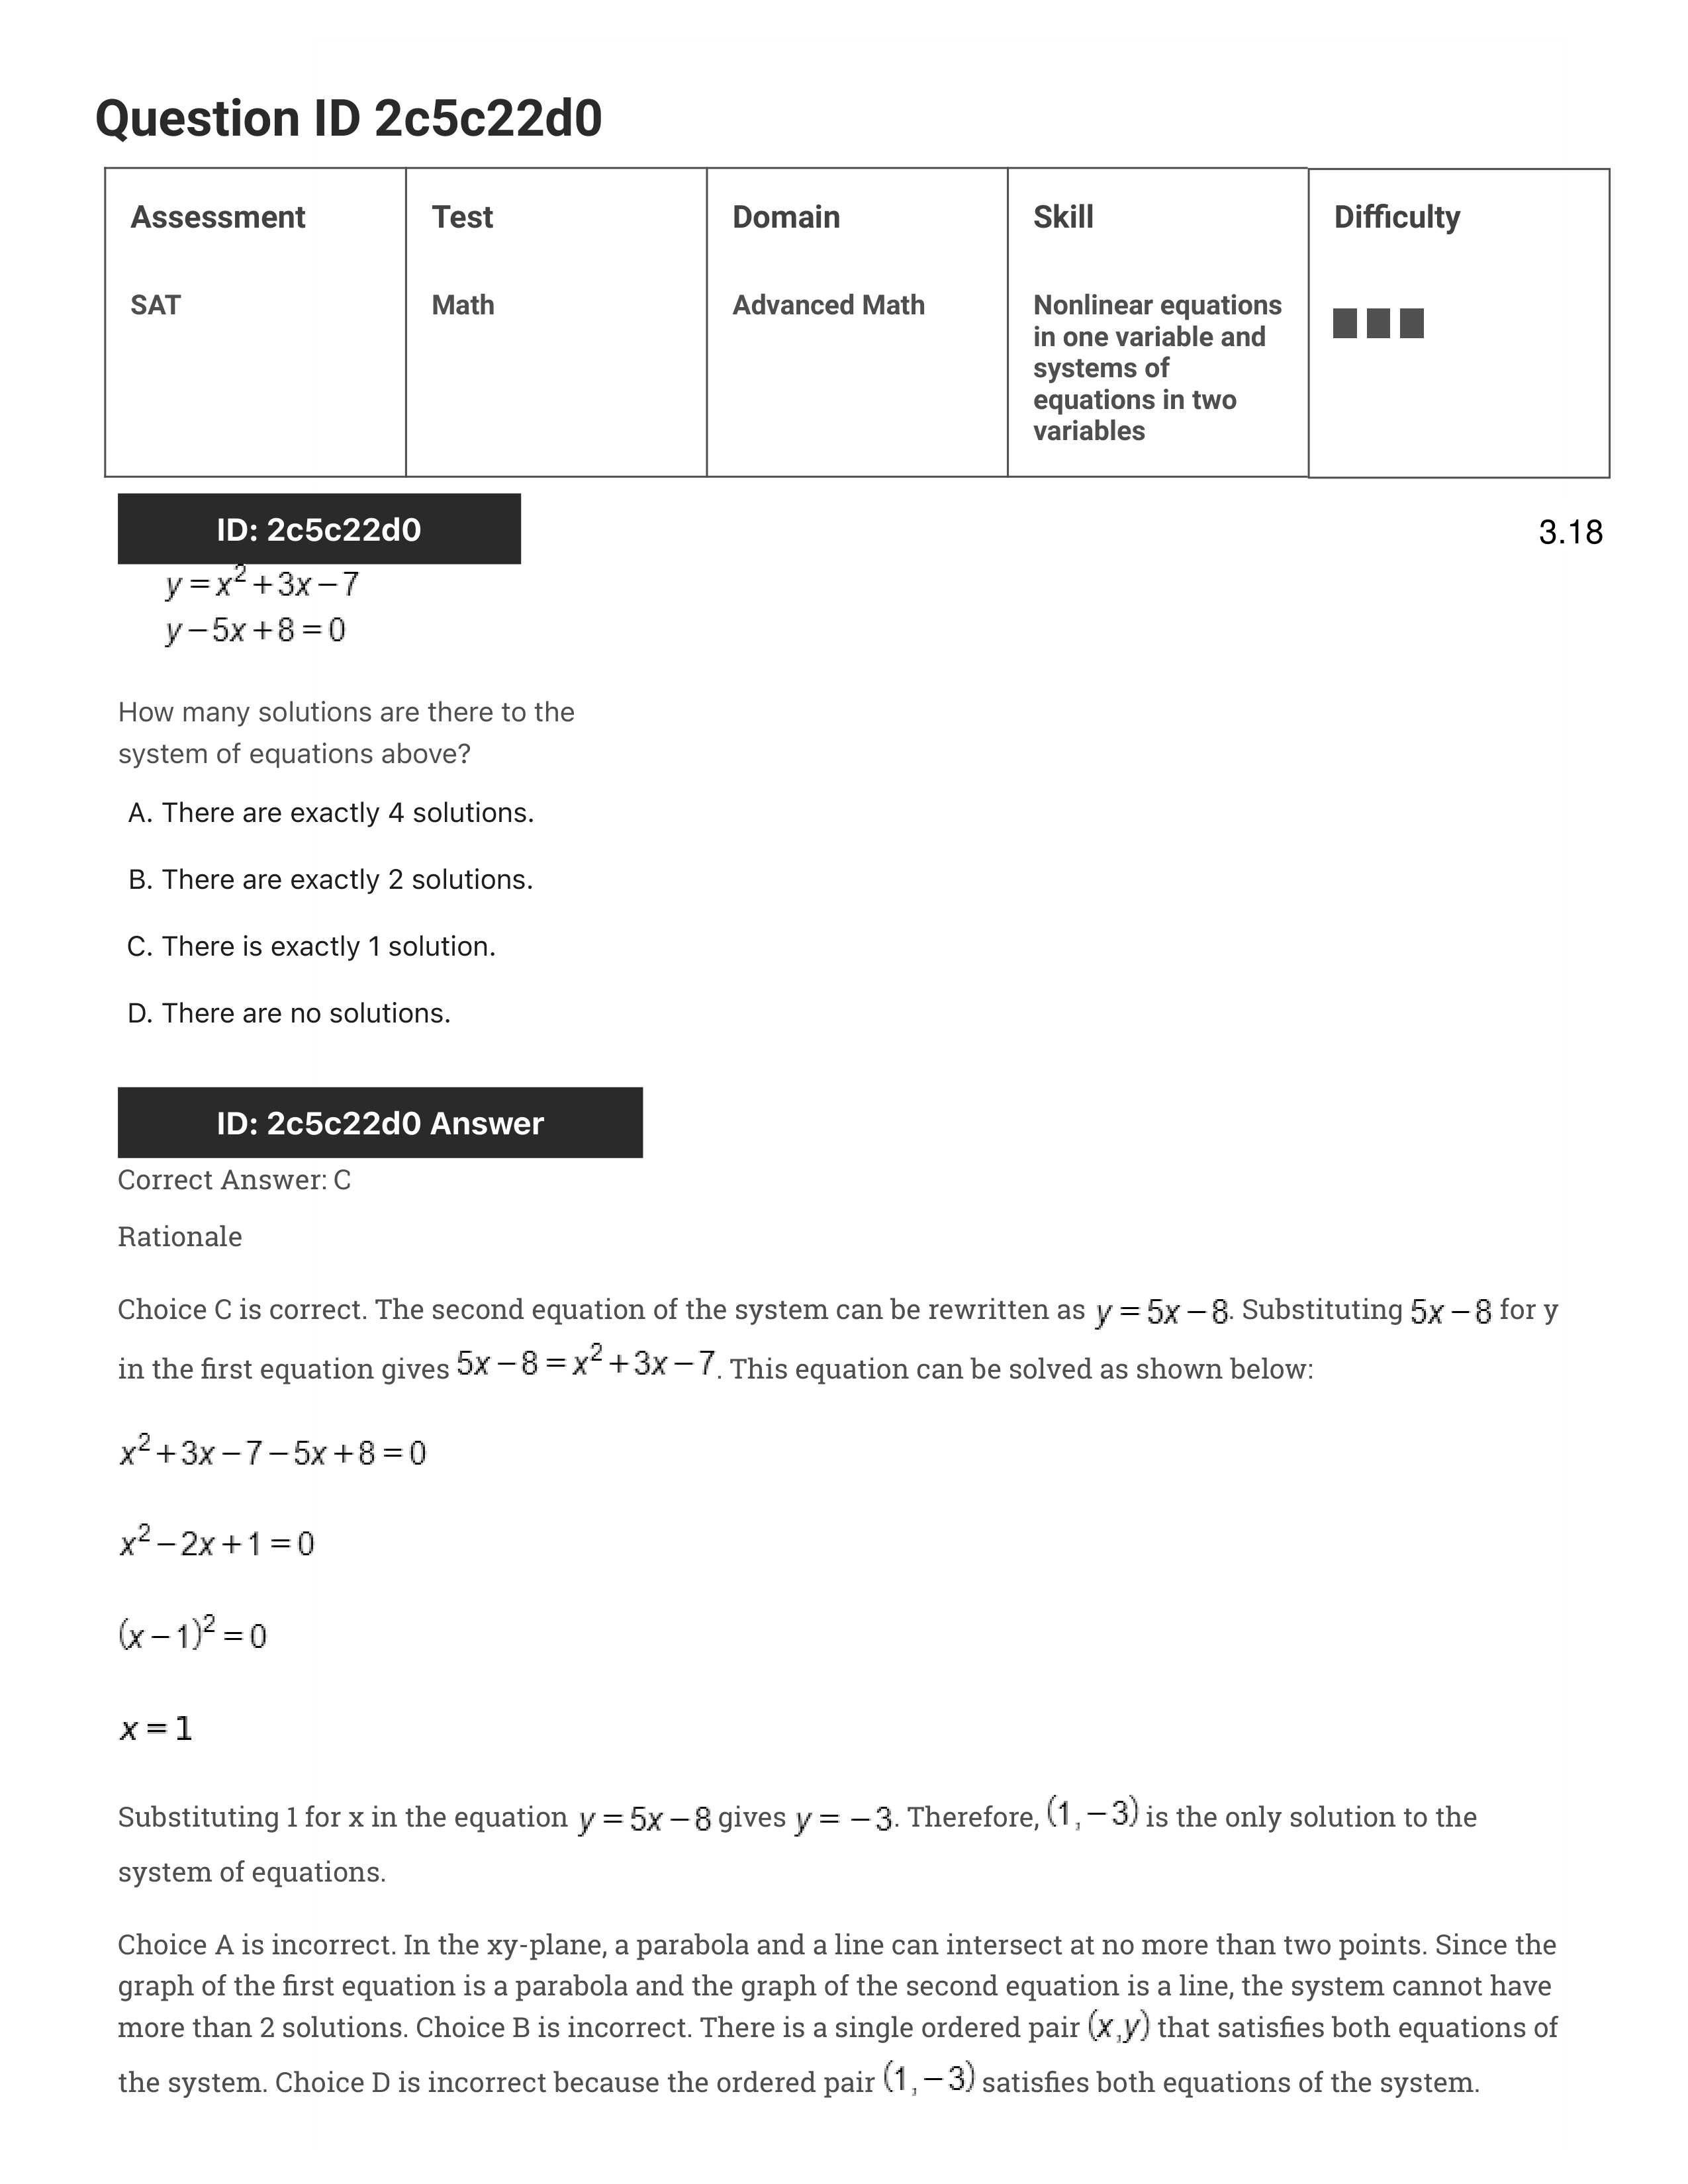 Question ID 2c5c22d0
Assessment
Test
Domain
Skill
Difficulty
SAT
Math
Advanced Math
Nonlinear equations
in one variable and
systems of
equations in two
variables
ID: 2c5c22d0
3.18
y = x² + 3x − 7
y − 5x + 8 = 0
How many solutions are there to the
system of equations above?
A. There are exactly 4 solutions.
B. There are exactly 2 solutions.
C. There is exactly 1 solution.
D. There are no solutions.
ID: 2c5c22d0 Answer
Correct Answer: C
Rationale
Choice C is correct. The second equation of the system can be rewritten as y = 5x − 8. Substituting 5x − 8 for y
in the first equation gives 5x − 8 = x² + 3x − 7. This equation can be solved as shown below:
x² + 3x − 7 − 5x + 8 = 0
x² − 2x + 1 = 0
(x − 1)² = 0
x = 1
Substituting 1 for x in the equation y = 5x − 8 gives y = −3. Therefore, (1, −3) is the only solution to the
system of equations.
Choice A is incorrect. In the xy-plane, a parabola and a line can intersect at no more than two points. Since the
graph of the first equation is a parabola and the graph of the second equation is a line, the system cannot have
more than 2 solutions. Choice B is incorrect. There is a single ordered pair (x,y) that satisfies both equations of
the system. Choice D is incorrect because the ordered pair (1, −3) satisfies both equations of the system.